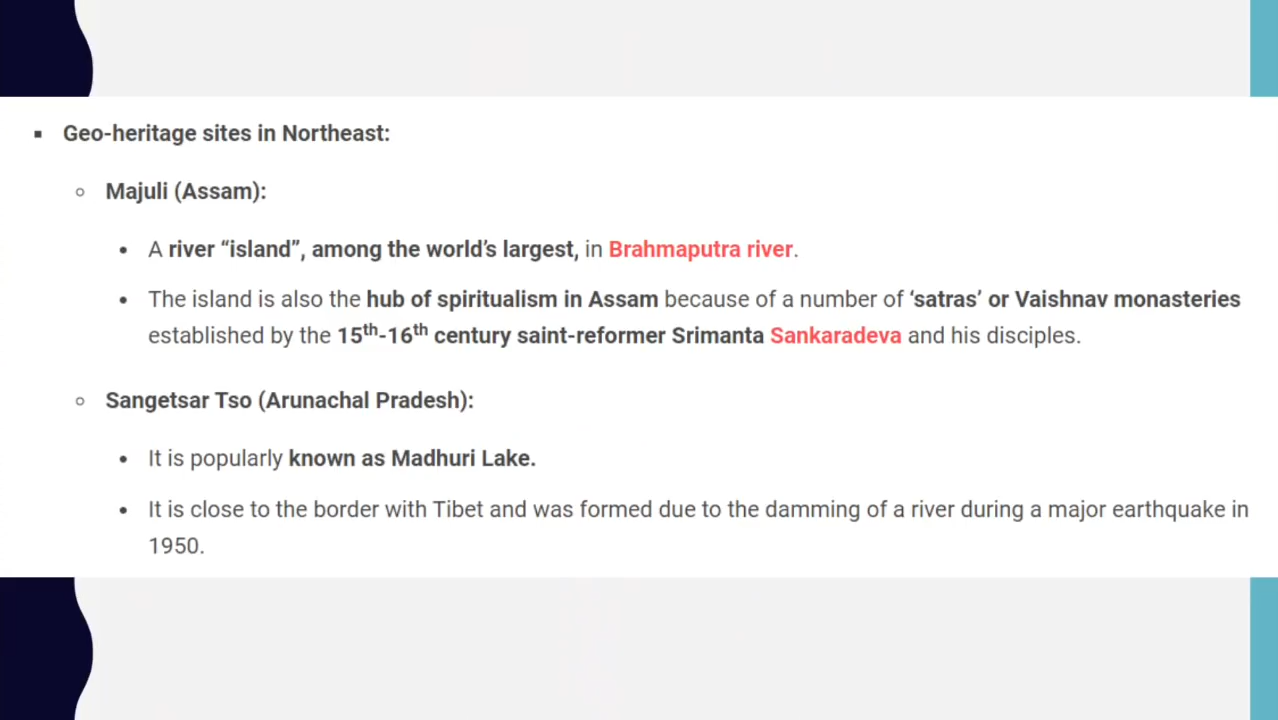 Geo-heritage sites in Northeast:
Majuli (Assam):
A river “island”, among the world’s largest, in Brahmaputra river.
The island is also the hub of spiritualism in Assam because of a number of ‘satras’ or Vaishnav monasteries
established by the 15th-16th century saint-reformer Srimanta Sankaradeva and his disciples.
Sangetsar Tso (Arunachal Pradesh):
It is popularly known as Madhuri Lake.
It is close to the border with Tibet and was formed due to the damming of a river during a major earthquake in
1950.